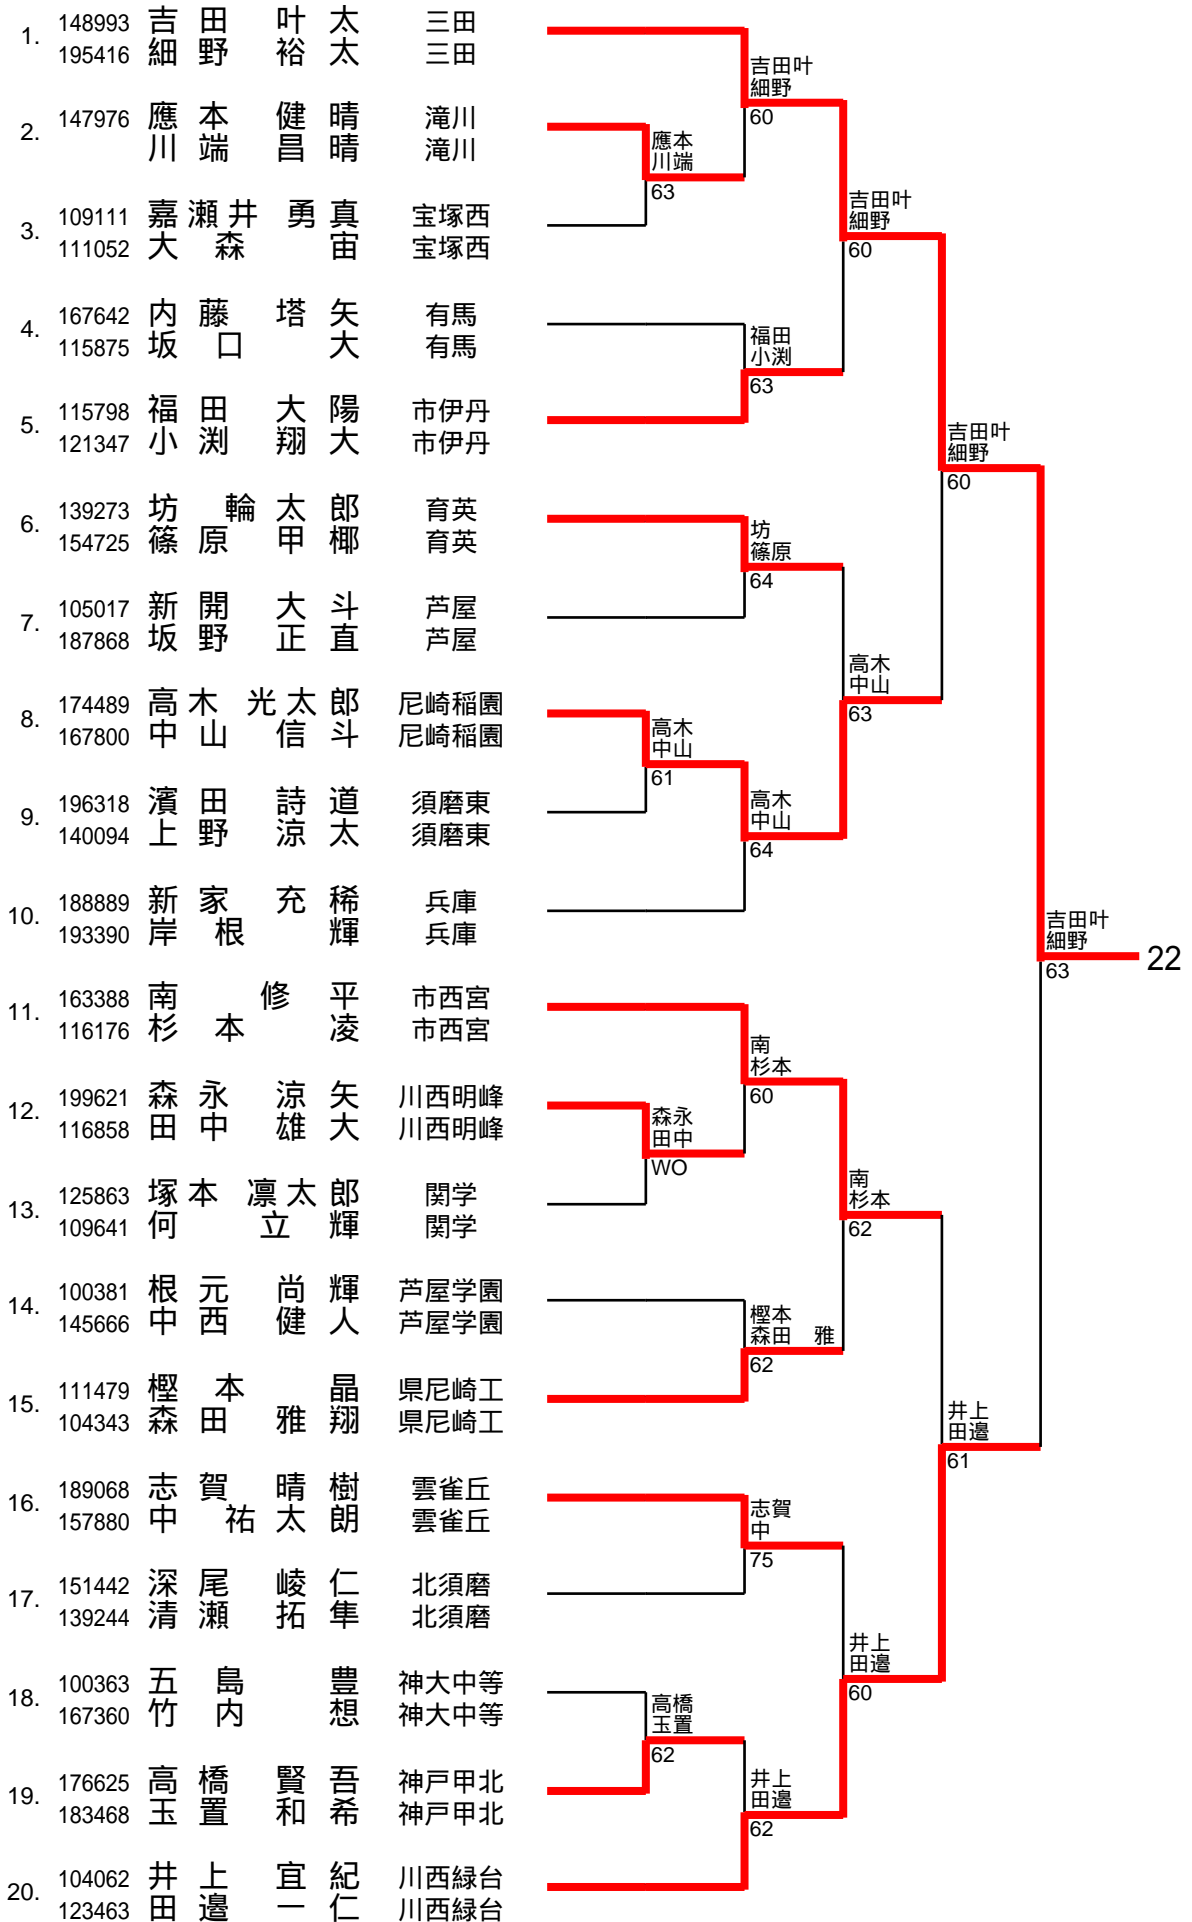 1. 148993 吉田 叶太 三田
195416 細野 裕太 三田
2. 147976 應本 健晴 滝川
川端 昌晴 滝川
3. 109111 嘉瀬井 勇真 宝塚西
111052 大森 宙 宝塚西
4. 167642 内藤 塔矢 有馬
115875 坂口 大 有馬
5. 115798 福田 大陽 市伊丹
121347 小渕 翔大 市伊丹
6. 139273 坊 輪太郎 育英
154725 篠原 甲椰 育英
7. 105017 新開 大斗 芦屋
187868 坂野 正直 芦屋
8. 174489 高木 光太郎 尼崎稲園
167800 中山 信斗 尼崎稲園
9. 196318 濱田 詩道 須磨東
140094 上野 涼太 須磨東
10. 188889 新家 充稀 兵庫
193390 岸根 輝 兵庫
11. 163388 南 修平 市西宮
116176 杉本 凌 市西宮
12. 199621 森永 涼矢 川西明峰
116858 田中 雄大 川西明峰
13. 125863 塚本 凛太郎 関学
109641 何 立輝 関学
14. 100381 根元 尚輝 芦屋学園
145666 中西 健人 芦屋学園
15. 111479 樫本 晶 県尼崎工
104343 森田 雅翔 県尼崎工
16. 189068 志賀 晴樹 雲雀丘
157880 中 祐太朗 雲雀丘
17. 151442 深尾 崚仁 北須磨
139244 清瀬 拓隼 北須磨
18. 100363 五島 豊 神大中等
167360 竹内 想 神大中等
19. 176625 高橋 賢吾 神戸甲北
183468 玉置 和希 神戸甲北
20. 104062 井上 宜紀 川西緑台
123463 田邉 一仁 川西緑台
應本
川端
63
高木
中山
61
森永
田中
WO
高橋
玉置
62
吉田叶
細野
60
福田
小渕
63
坊
篠原
64
高木
中山
64
南
杉本
60
樫本
森田 雅
62
志賀
中
75
井上
田邉
62
吉田叶
細野
60
高木
中山
63
南
杉本
62
井上
田邉
60
吉田叶
細野
60
井上
田邉
61
吉田叶
細野
63
22